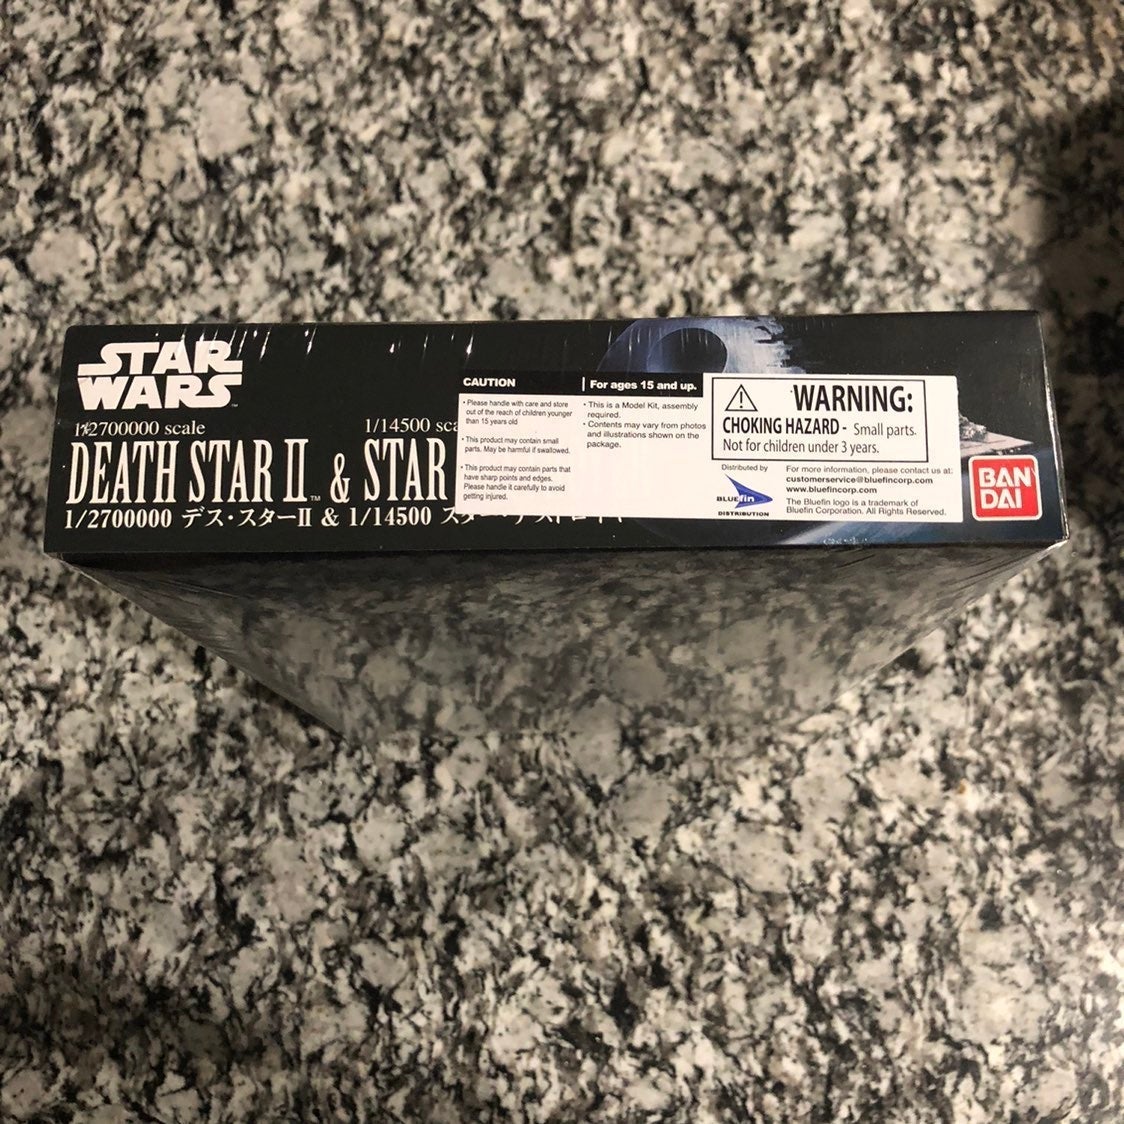 STAR
WARS
1/2700000 scale
1/14500
DEATH STAR II™ & STAR
1/2700000 デス・スターII & 1/14500
CAUTION
• Please handle with care and store
out of the reach of children younger
than 15 years old
• This product may contain small
parts. May be harmful if swallowed.
• This product may contain parts that
have sharp points and edges.
Please handle it carefully to avoid
getting injured.
For ages 15 and up.
• This is a Model Kit, assembly
required.
• Contents may vary from photos
and illustrations shown on the
package.
WARNING:
CHOKING HAZARD - Small parts.
Not for children under 3 years.
Distributed by
BLUEfin
DISTRIBUTION
For more information, please contact us at:
customerservice@bluefincorp.com
www.bluefincorp.com
The Bluefin logo is a trademark of
Bluefin Corporation. All Rights Reserved.
BAN
DAI